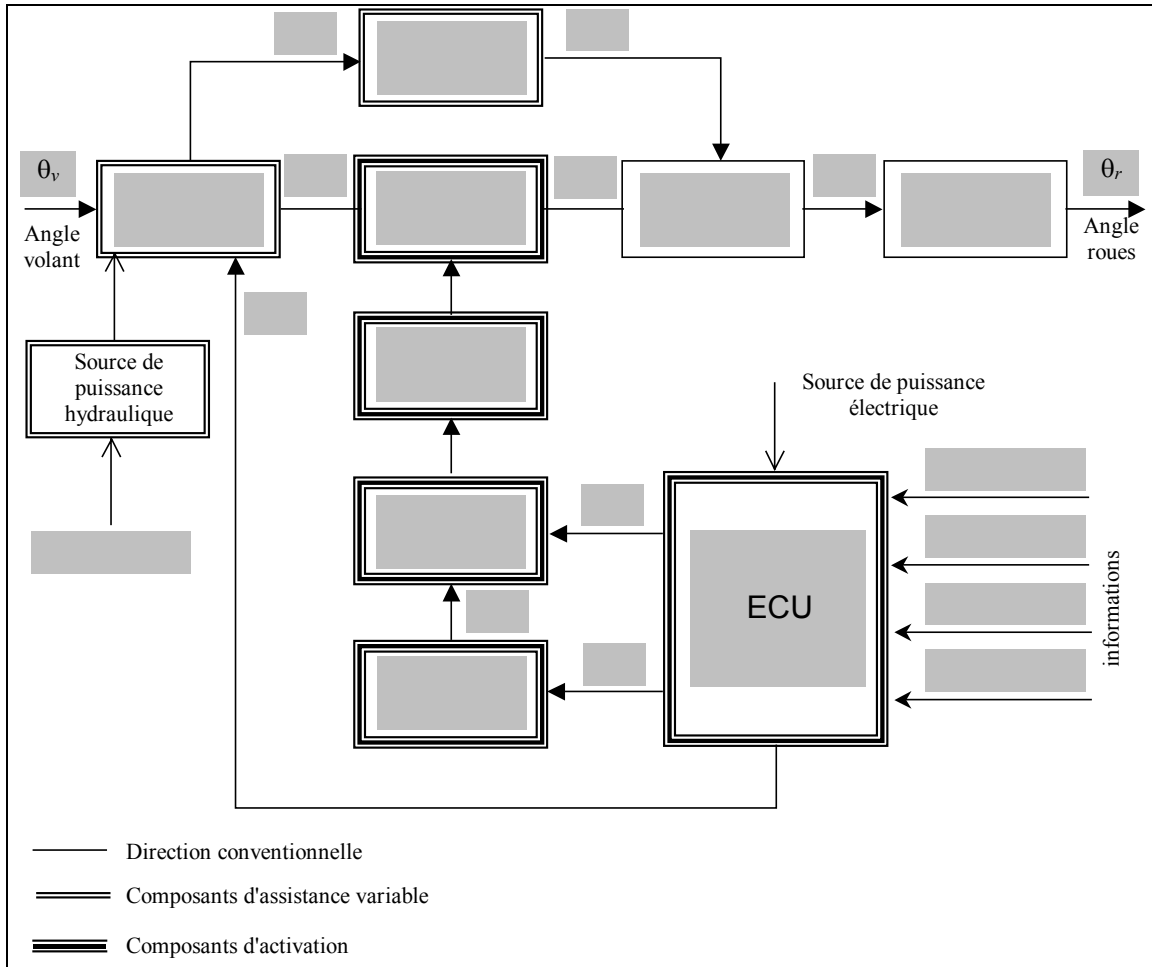 θv
Angle
volant
θr
Angle
roues
Source de
puissance
hydraulique
Source de puissance
électrique
ECU
informations
Direction conventionnelle
Composants d'assistance variable
Composants d'activation